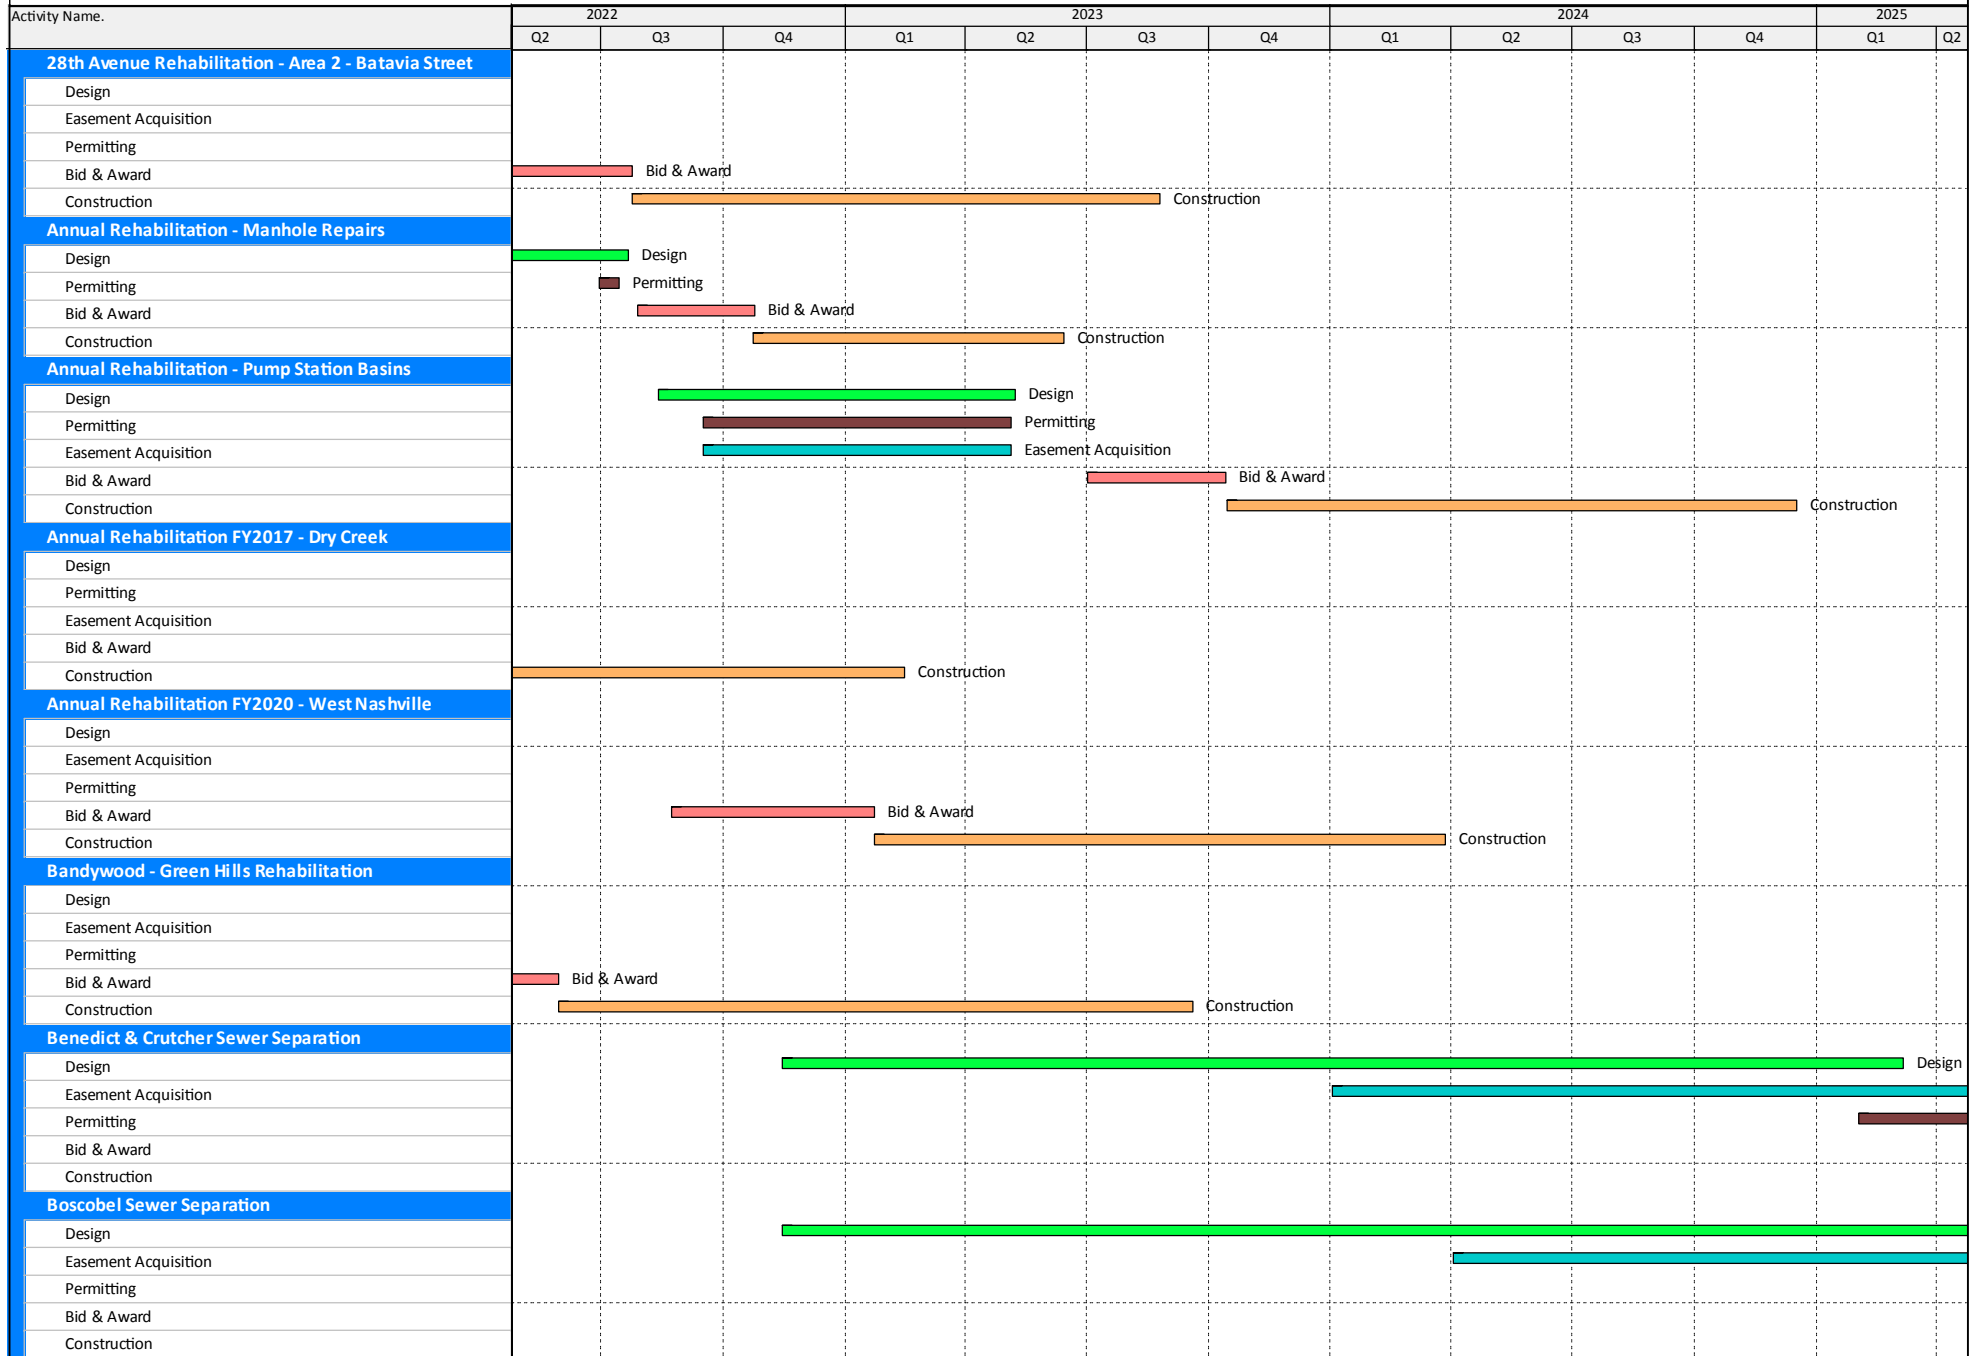 Activity Name.
2022 2023 2024 2025
Q2 Q3 Q4 Q1 Q2 Q3 Q4 Q1 Q2 Q3 Q4 Q1 Q2
28th Avenue Rehabilitation - Area 2 - Batavia Street
Design
Easement Acquisition
Permitting
Bid & Award Bid & Award
Construction Construction
Annual Rehabilitation - Manhole Repairs
Design Design
Permitting Permitting
Bid & Award Bid & Award
Construction Construction
Annual Rehabilitation - Pump Station Basins
Design Design
Permitting Permitting
Easement Acquisition Easement Acquisition
Bid & Award Bid & Award
Construction Construction
Annual Rehabilitation FY2017 - Dry Creek
Design
Permitting
Easement Acquisition
Bid & Award
Construction Construction
Annual Rehabilitation FY2020 - West Nashville
Design
Easement Acquisition
Permitting
Bid & Award Bid & Award
Construction Construction
Bandywood - Green Hills Rehabilitation
Design
Easement Acquisition
Permitting
Bid & Award Bid & Award
Construction Construction
Benedict & Crutcher Sewer Separation
Design Design
Easement Acquisition
Permitting
Bid & Award
Construction
Boscobel Sewer Separation
Design
Easement Acquisition
Permitting
Bid & Award
Construction